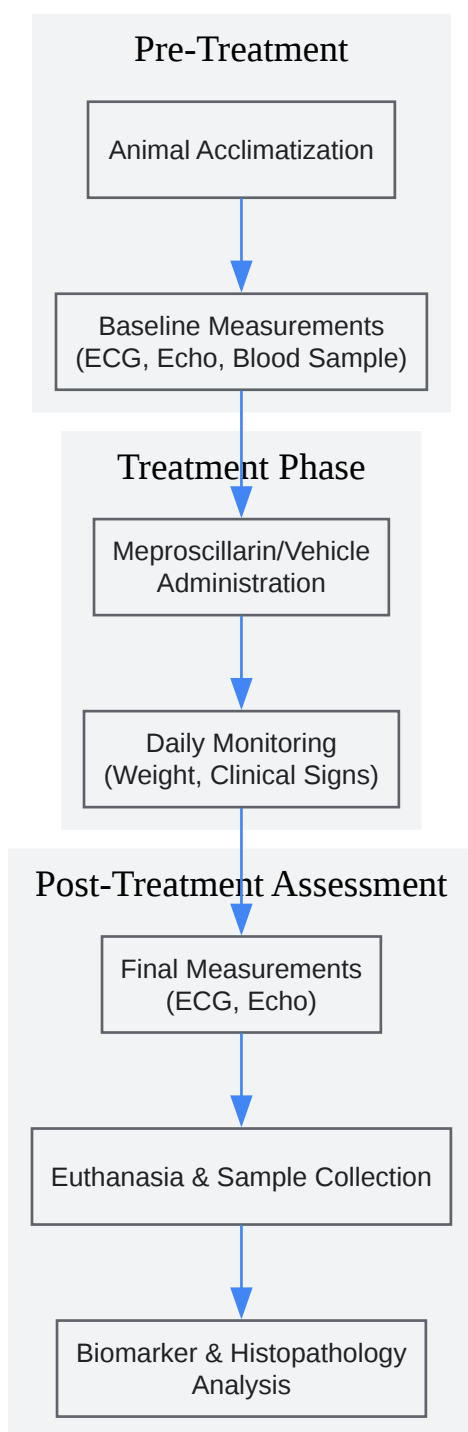 Pre-Treatment
Animal Acclimatization
Baseline Measurements
(ECG, Echo, Blood Sample)
Treatment Phase
Meproscillarin/Vehicle
Administration
Daily Monitoring
(Weight, Clinical Signs)
Post-Treatment Assessment
Final Measurements
(ECG, Echo)
Euthanasia & Sample Collection
Biomarker & Histopathology
Analysis